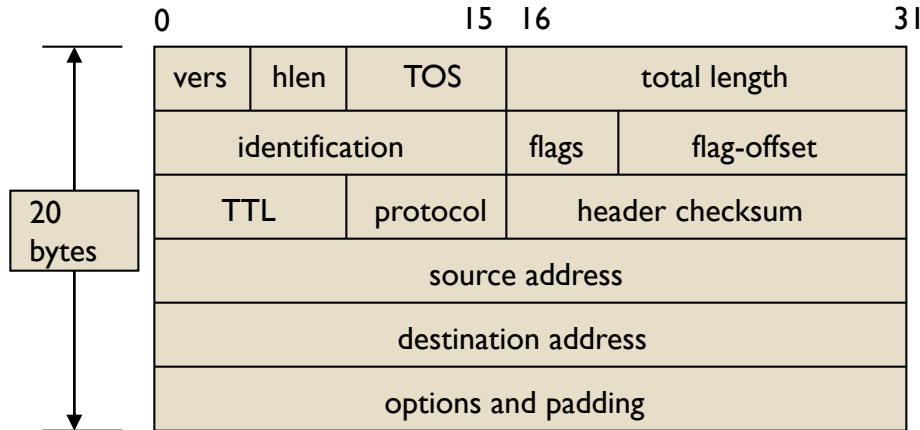 0 15 16 31
vers hlen TOS total length
identification flags flag-offset
TTL protocol header checksum
20
bytes
source address
destination address
options and padding